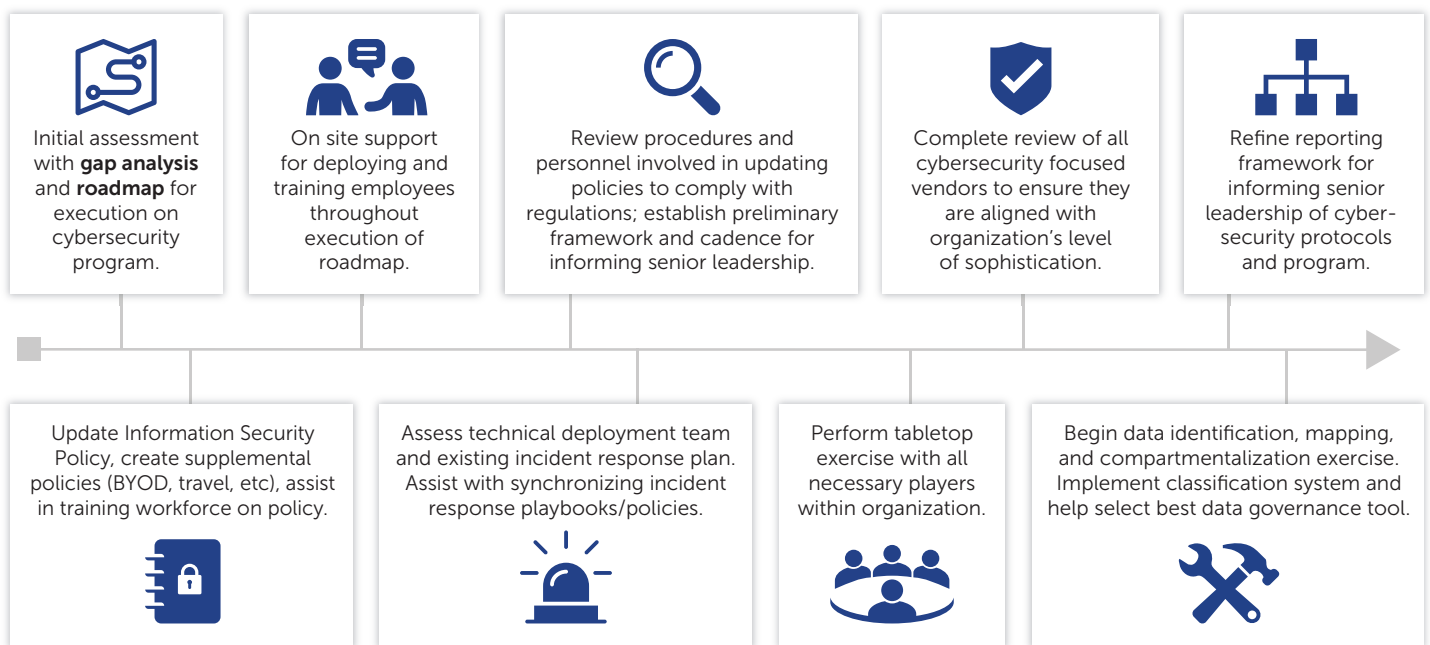 Initial assessment
with gap analysis
and roadmap for
execution on
cybersecurity
program.
On site support
for deploying and
training employees
throughout
execution of
roadmap.
Review procedures and
personnel involved in updating
policies to comply with
regulations; establish preliminary
framework and cadence for
informing senior leadership.
Complete review of all
cybersecurity focused
vendors to ensure they
are aligned with
organization’s level
of sophistication.
Refine reporting
framework for
informing senior
leadership of cyber-
security protocols
and program.
Update Information Security
Policy, create supplemental
policies (BYOD, travel, etc), assist
in training workforce on policy.
Assess technical deployment team
and existing incident response plan.
Assist with synchronizing incident
response playbooks/policies.
Perform tabletop
exercise with all
necessary players
within organization.
Begin data identification, mapping,
and compartmentalization exercise.
Implement classification system and
help select best data governance tool.